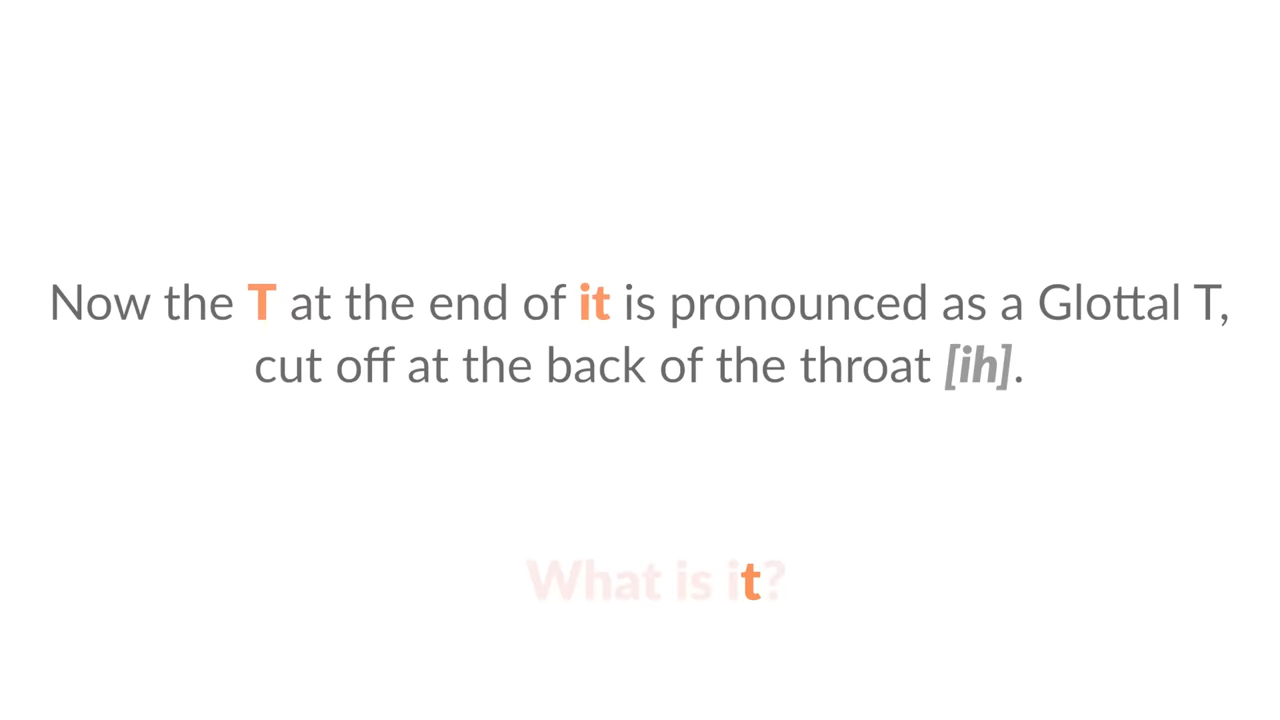 Now the T at the end of it is pronounced as a Glottal T,
cut off at the back of the throat [ih].
What is it?